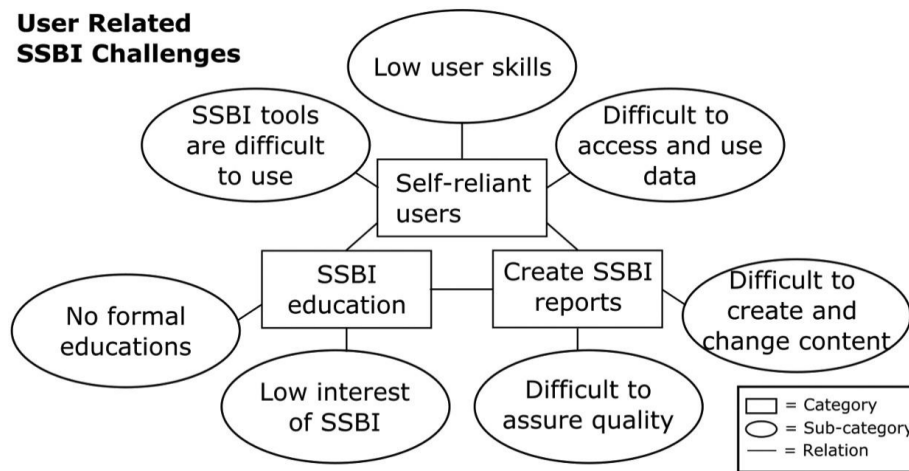 User Related
SSBI Challenges
Low user skills
SSBI tools
are difficult
to use
Difficult to
access and use
data
Self-reliant
users
SSBI
education
Create SSBI
reports
No formal
educations
Difficult to
create and
change content
Low interest
of SSBI
Difficult to
assure quality
= Category
= Sub-category
= Relation